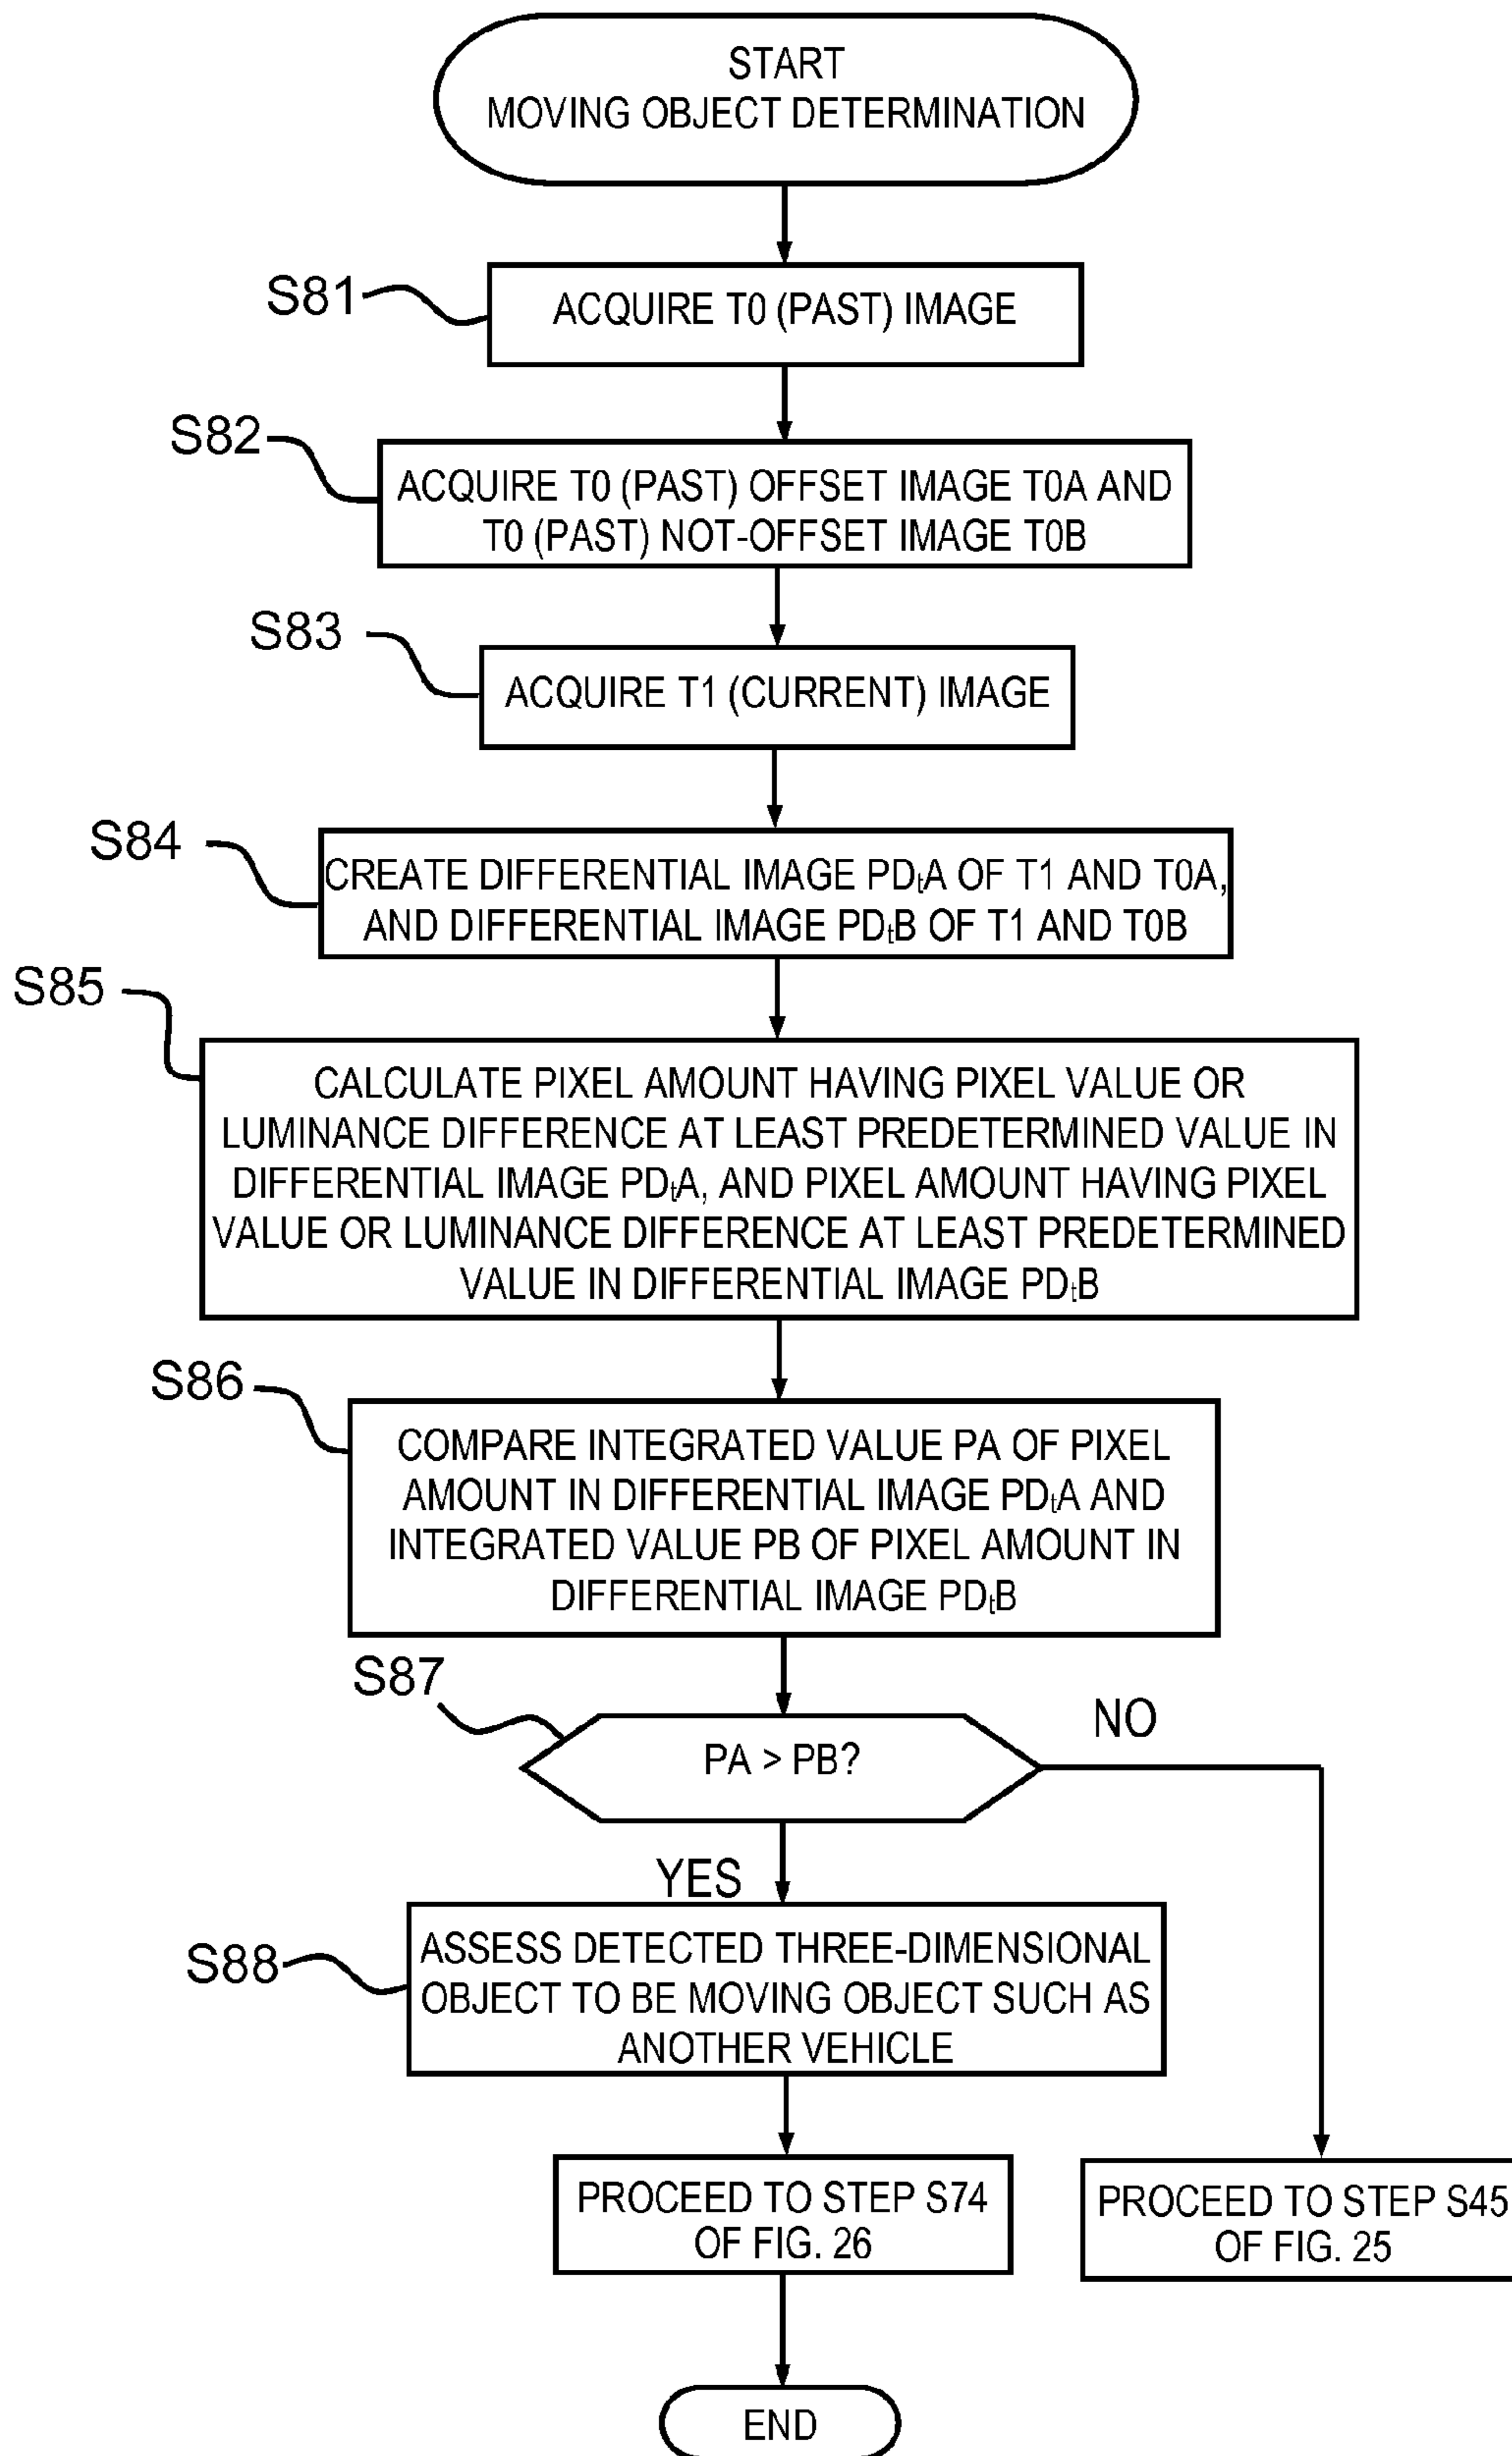 START
MOVING OBJECT DETERMINATION
S81
ACQUIRE T0 (PAST) IMAGE
S82
ACQUIRE T0 (PAST) OFFSET IMAGE T0A AND
T0 (PAST) NOT-OFFSET IMAGE T0B
S83
ACQUIRE T1 (CURRENT) IMAGE
S84
CREATE DIFFERENTIAL IMAGE PDtA OF T1 AND T0A,
AND DIFFERENTIAL IMAGE PDtB OF T1 AND T0B
S85
CALCULATE PIXEL AMOUNT HAVING PIXEL VALUE OR
LUMINANCE DIFFERENCE AT LEAST PREDETERMINED VALUE IN
DIFFERENTIAL IMAGE PDtA, AND PIXEL AMOUNT HAVING PIXEL
VALUE OR LUMINANCE DIFFERENCE AT LEAST PREDETERMINED
VALUE IN DIFFERENTIAL IMAGE PDtB
S86
COMPARE INTEGRATED VALUE PA OF PIXEL
AMOUNT IN DIFFERENTIAL IMAGE PDtA AND
INTEGRATED VALUE PB OF PIXEL AMOUNT IN
DIFFERENTIAL IMAGE PDtB
S87
PA > PB?
NO
YES
S88
ASSESS DETECTED THREE-DIMENSIONAL
OBJECT TO BE MOVING OBJECT SUCH AS
ANOTHER VEHICLE
PROCEED TO STEP S74
OF FIG. 26
PROCEED TO STEP S45
OF FIG. 25
END